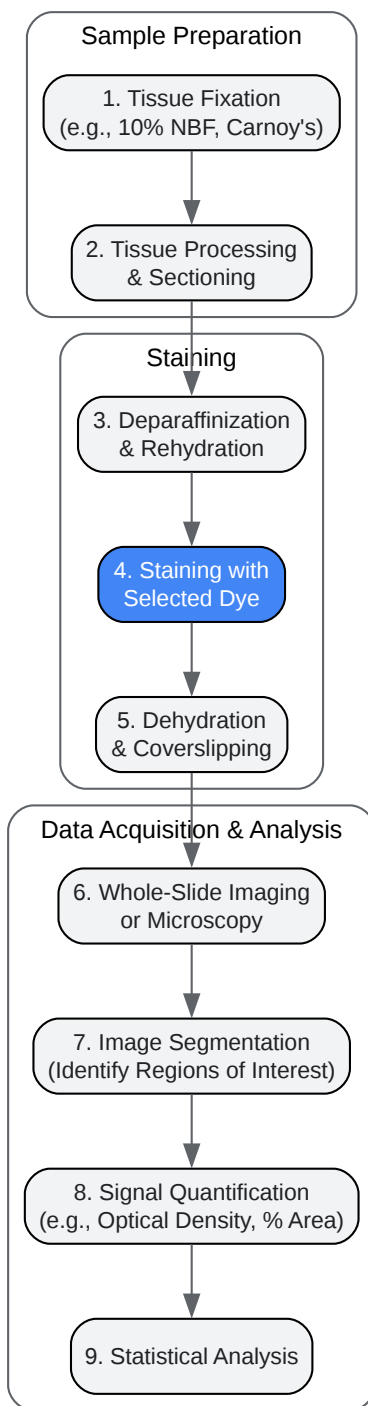 Sample Preparation
1. Tissue Fixation
(e.g., 10% NBF, Carnoy's)
2. Tissue Processing
& Sectioning
Staining
3. Deparaffinization
& Rehydration
4. Staining with
Selected Dye
5. Dehydration
& Coverslipping
Data Acquisition & Analysis
6. Whole-Slide Imaging
or Microscopy
7. Image Segmentation
(Identify Regions of Interest)
8. Signal Quantification
(e.g., Optical Density, % Area)
9. Statistical Analysis